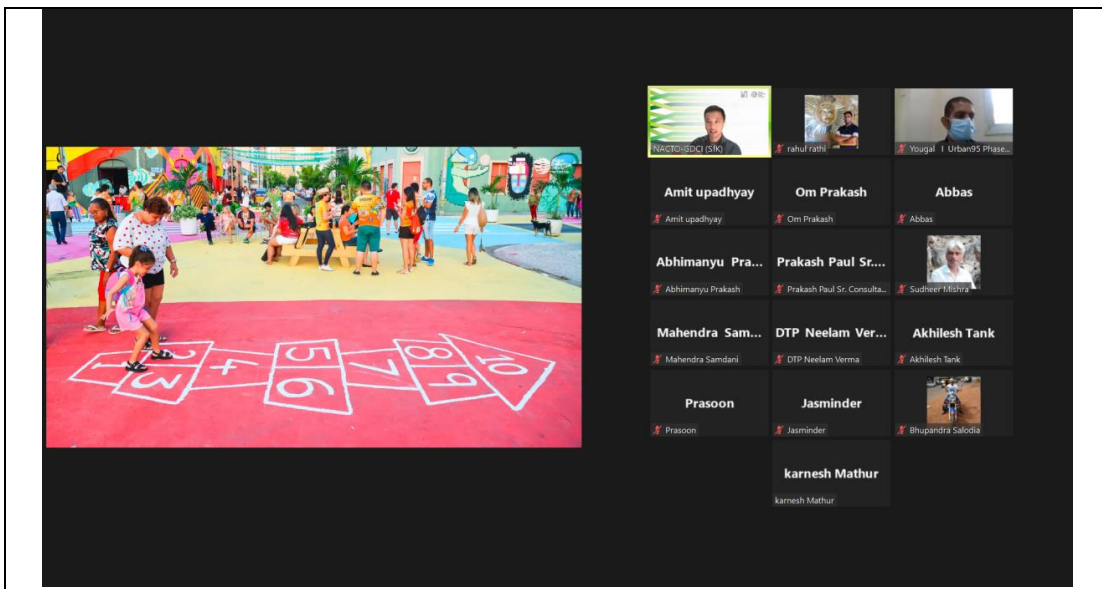 1
2
3
4
5
6
7
8
9
10
NACTO-GDCI (SfK)
rahul rathi
Yougal I Urban95 Phase...
Amit upadhyay
Amit upadhyay
Om Prakash
Om Prakash
Abbas
Abbas
Abhimanyu Pra...
Abhimanyu Prakash
Prakash Paul Sr....
Prakash Paul Sr. Consulta...
Sudheer Mishra
Mahendra Sam...
Mahendra Samdani
DTP Neelam Ver...
DTP Neelam Verma
Akhilesh Tank
Akhilesh Tank
Prasoon
Prasoon
Jasminder
Jasminder
Bhupandra Salodia
karnesh Mathur
karnesh Mathur